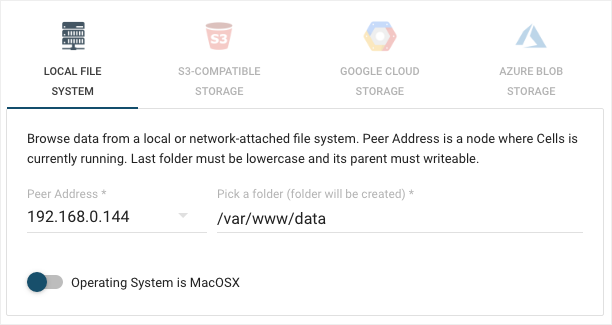 S3
LOCAL FILE
SYSTEM
S3-COMPATIBLE
STORAGE
GOOGLE CLOUD
STORAGE
AZURE BLOB
STORAGE
Browse data from a local or network-attached file system. Peer Address is a node where Cells is
currently running. Last folder must be lowercase and its parent must writeable.
Peer Address *
192.168.0.144
Pick a folder (folder will be created) *
/var/www/data
Operating System is MacOSX